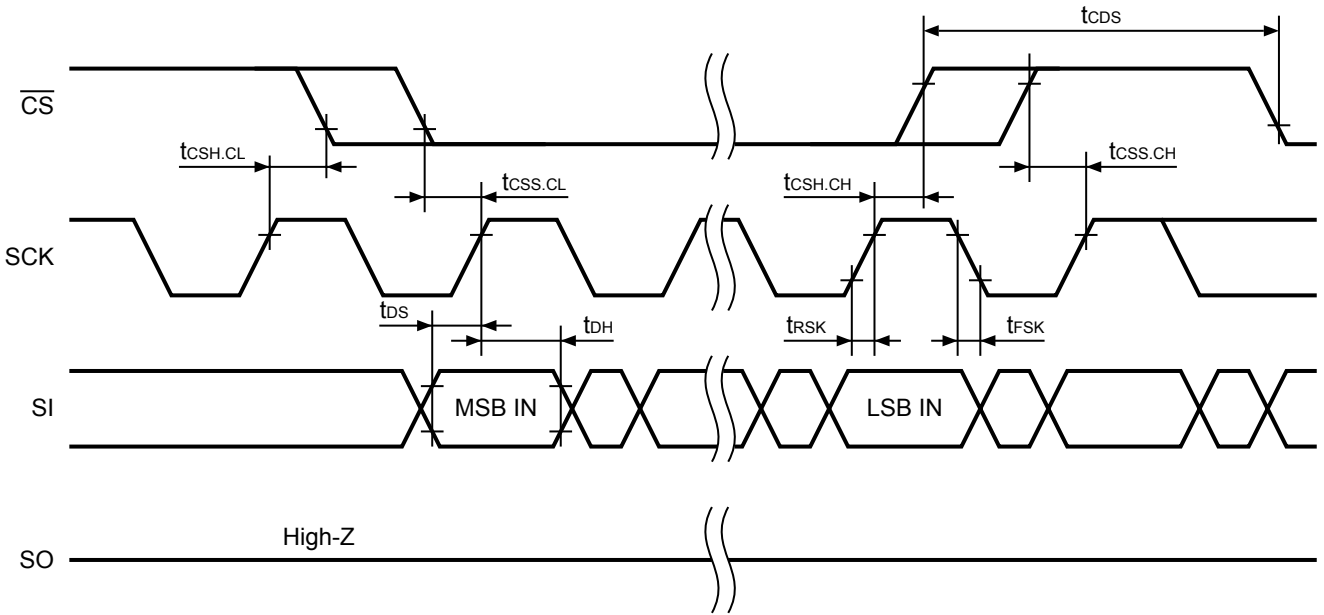 tCDS
CS
tCSH.CL
tCSS.CL
tCSH.CH
tCSS.CH
SCK
tDS
tDH
tRSK
tFSK
SI
MSB IN
LSB IN
High-Z
SO